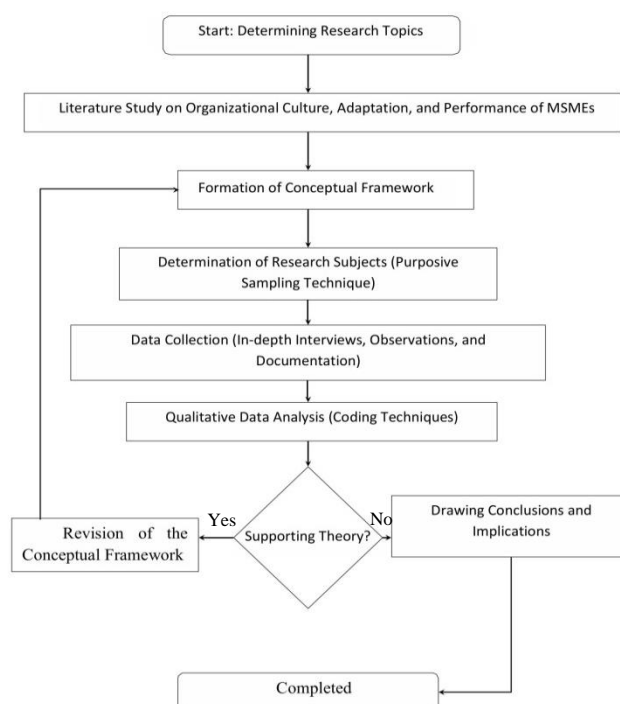 Start: Determining Research Topics
Literature Study on Organizational Culture, Adaptation, and Performance of MSMEs
Formation of Conceptual Framework
Determination of Research Subjects (Purposive
Sampling Technique)
Data Collection (In-depth Interviews, Observations, and
Documentation)
Qualitative Data Analysis (Coding Techniques)
Yes
No
Revision of the
Conceptual Framework
Supporting Theory?
Drawing Conclusions and
Implications
Completed